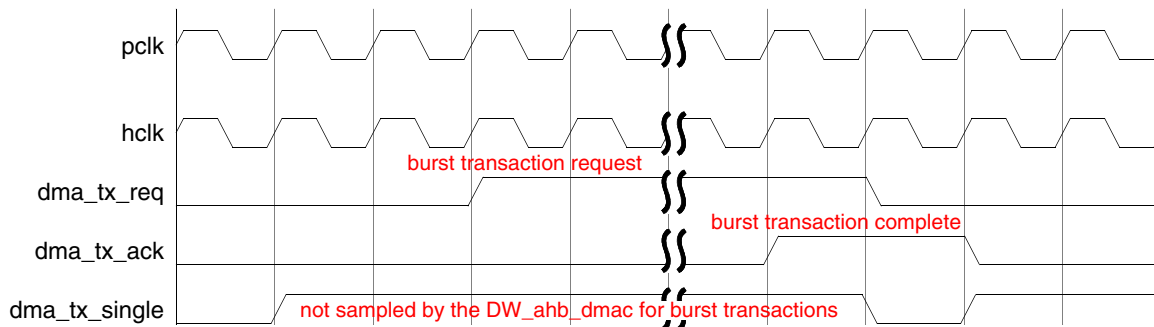 pclk
hclk
burst transaction request
dma_tx_req
burst transaction complete
dma_tx_ack
dma_tx_single
not sampled by the DW_ahb_dmac for burst transactions